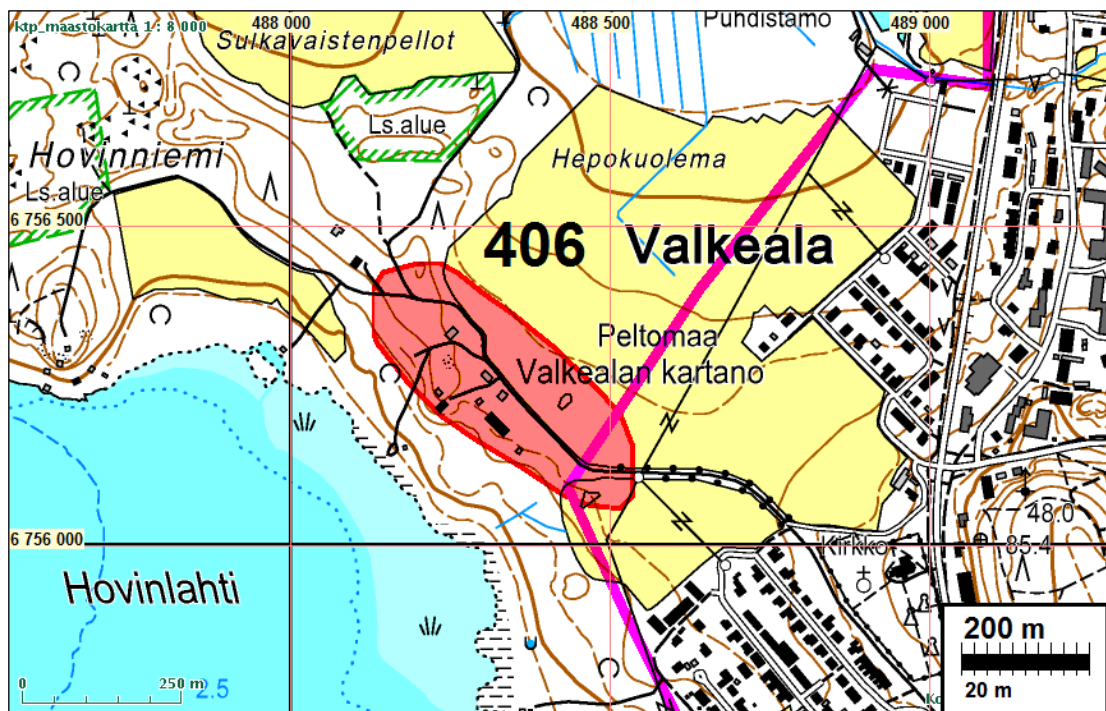 ktp_maastokartta 1 : 8 000
488 000
488 500
489 000
Sulkavaistenpellot
Puhdistamo
Ls.alue
Hovinniemi
Hepokuolema
Ls.alue
6 756 500
406 Valkeala
Peltomaa
Valkealan kartano
48.0
85.4
6 756 000
Kirkko
Hovinlahti
200 m
20 m
0
250 m
2.5